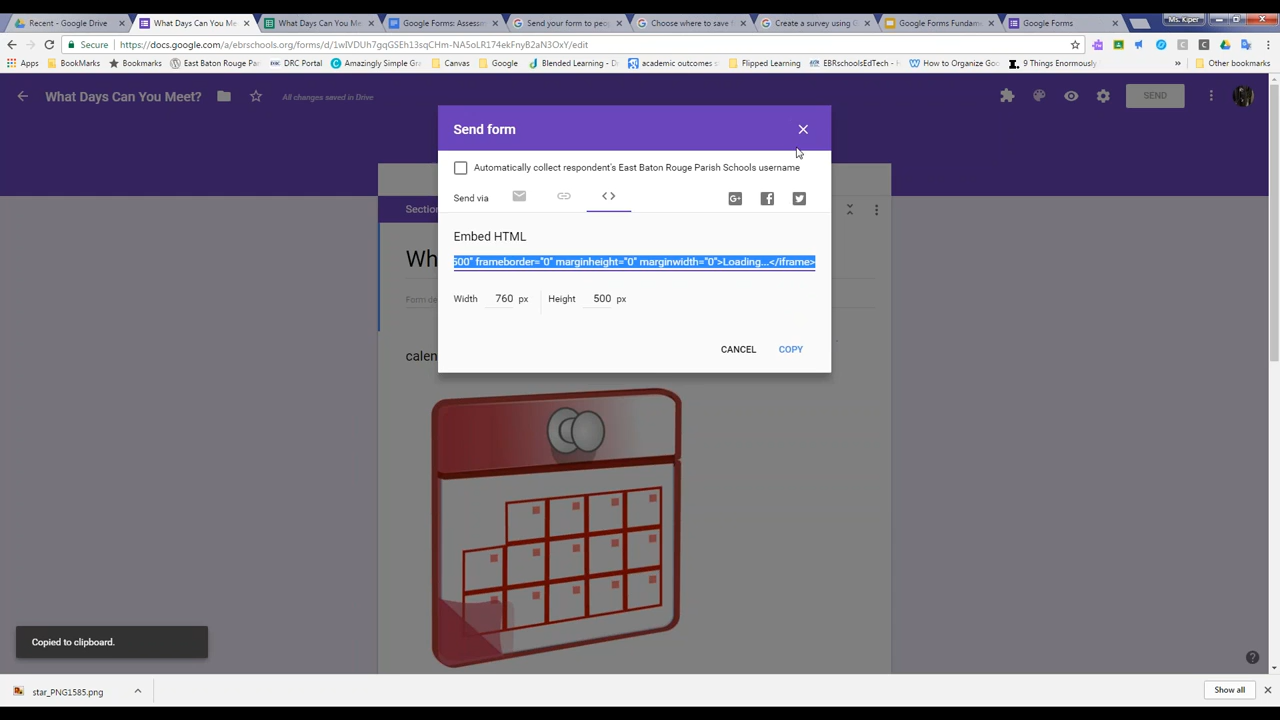 Recent - Google Drive
What Days Can You Me
What Days Can You Me
Google Forms: Assess
Send your form to peo
Choose where to save f
Create a survey using G
Google Forms Fundam
Google Forms
Ms. Kiper
Secure
https://docs.google.com/a/ebrschools.org/forms/d/1wIVDUh7gqGSEh13sqCHm-NA5oLR174ekFnyB2aN3OxY/edit
Apps
BookMarks
Bookmarks
East Baton Rouge Par
DRC Portal
Amazingly Simple Gr
Canvas
Google
Blended Learning - D
academic outcomes st
Flipped Learning
EBRschoolsEdTech - H
How to Organize Goo
9 Things Enormously
»
Other bookmarks
What Days Can You Meet?
All changes saved in Drive
SEND
Send form
Automatically collect respondent's East Baton Rouge Parish Schools username
Send via
Section
Embed HTML
Wh
500" frameborder="0" marginheight="0" marginwidth="0">Loading...</iframe>
Form de
Width 760 px
Height 500 px
CANCEL
COPY
calen
Copied to clipboard.
star_PNG1585.png
Show all